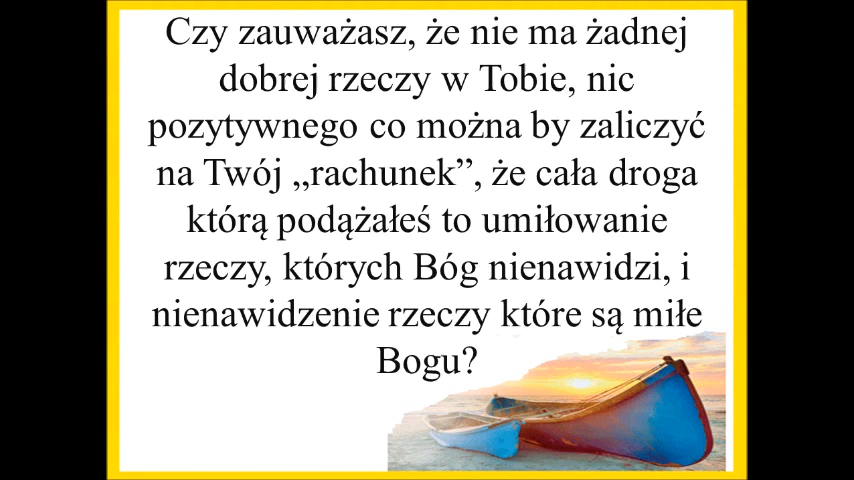 Czy zauważasz, że nie ma żadnej
dobrej rzeczy w Tobie, nic
pozytywnego co można by zaliczyć
na Twój „rachunek”, że cała droga
którą podążałeś to umiłowanie
rzeczy, których Bóg nienawidzi, i
nienawidzenie rzeczy które są miłe
Bogu?